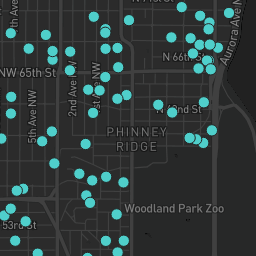 N 66th St
Aurora Ave N
NW 65th St
2nd Ave NW
1st Ave NW
5th Ave NW
N 62nd St
PHINNEY
RIDGE
Woodland Park Zoo
53rd St